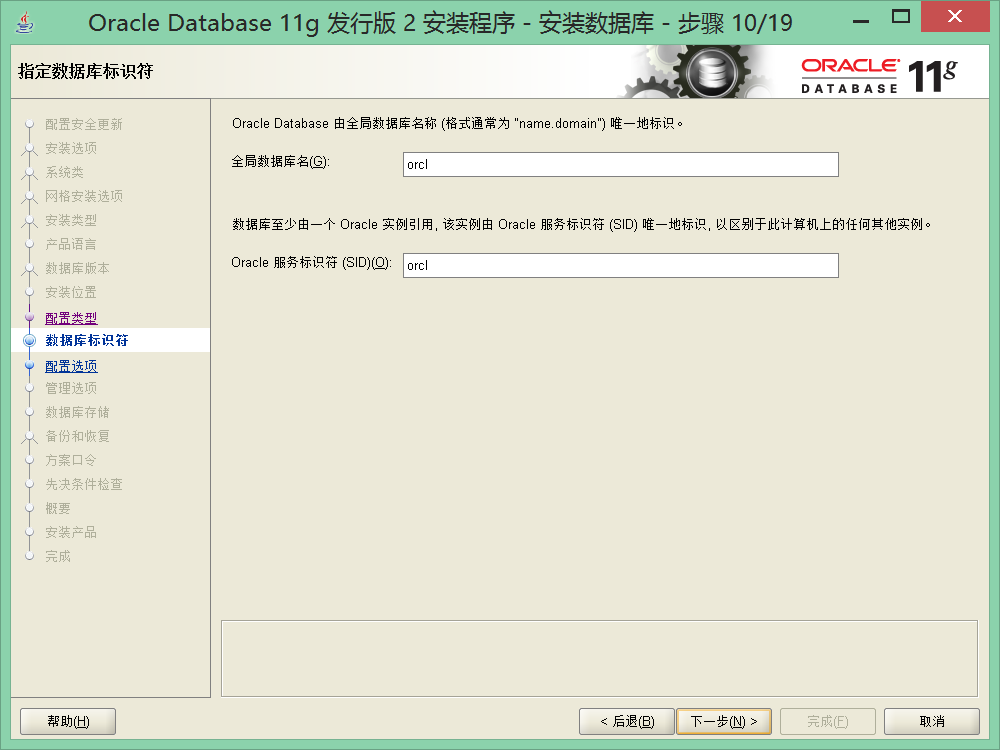 Oracle Database 11g 发行版 2 安装程序 - 安装数据库 - 步骤 10/19
指定数据库标识符
ORACLE 11g
DATABASE
配置安全更新
安装选项
系统类
网格安装选项
安装类型
产品语言
数据库版本
安装位置
配置类型
数据库标识符
配置选项
管理选项
数据库存储
备份和恢复
方案口令
先决条件检查
概要
安装产品
完成
Oracle Database 由全局数据库名称 (格式通常为 "name.domain") 唯一地标识。
全局数据库名(G): orcl
数据库至少由一个 Oracle 实例引用, 该实例由 Oracle 服务标识符 (SID) 唯一地标识, 以区别于此计算机上的任何其他实例。
Oracle 服务标识符 (SID)(O): orcl
帮助(H) < 后退(B) 下一步(N) > 完成(F) 取消